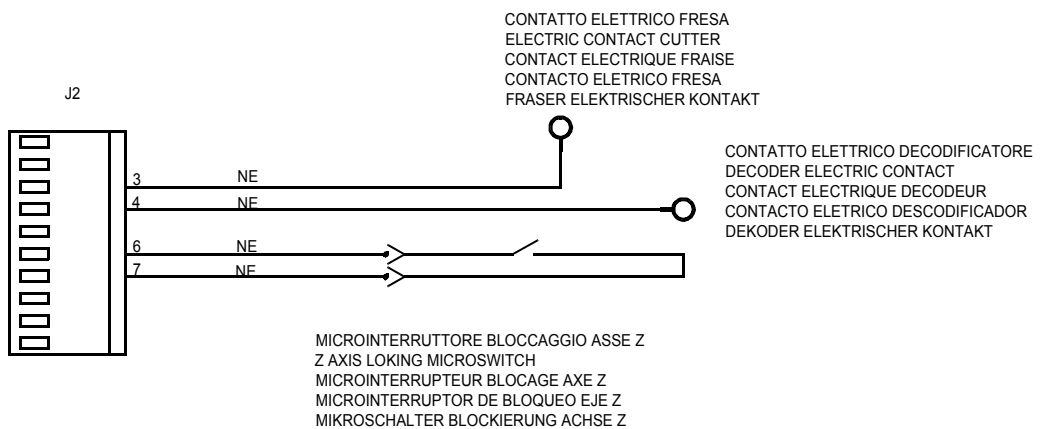 CONTATTO ELETTRICO FRESA
ELECTRIC CONTACT CUTTER
CONTACT ELECTRIQUE FRAISE
CONTACTO ELETRICO FRESA
FRASER ELEKTRISCHER KONTAKT
J2
CONTATTO ELETTRICO DECODIFICATORE
DECODER ELECTRIC CONTACT
CONTACT ELECTRIQUE DECODEUR
CONTACTO ELETRICO DESCODIFICADOR
DEKODER ELEKTRISCHER KONTAKT
3 NE
4 NE
6 NE
7 NE
MICROINTERRUTTORE BLOCCAGGIO ASSE Z
Z AXIS LOKING MICROSWITCH
MICROINTERRUPTEUR BLOCAGE AXE Z
MICROINTERRUPTOR DE BLOQUEO EJE Z
MIKROSCHALTER BLOCKIERUNG ACHSE Z